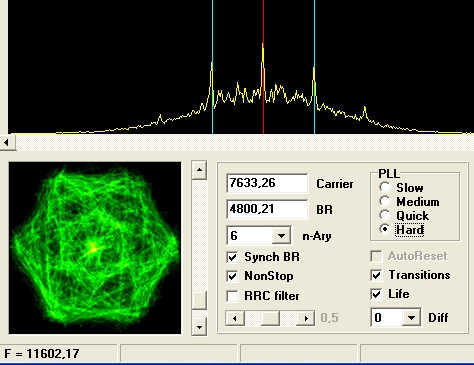 7633,26 Carrier
4800,21 BR
6 n-Ary
Synch BR
NonStop
RRC filter
0,5
PLL
Slow
Medium
Quick
Hard
AutoReset
Transitions
Life
0 Diff
F = 11602,17